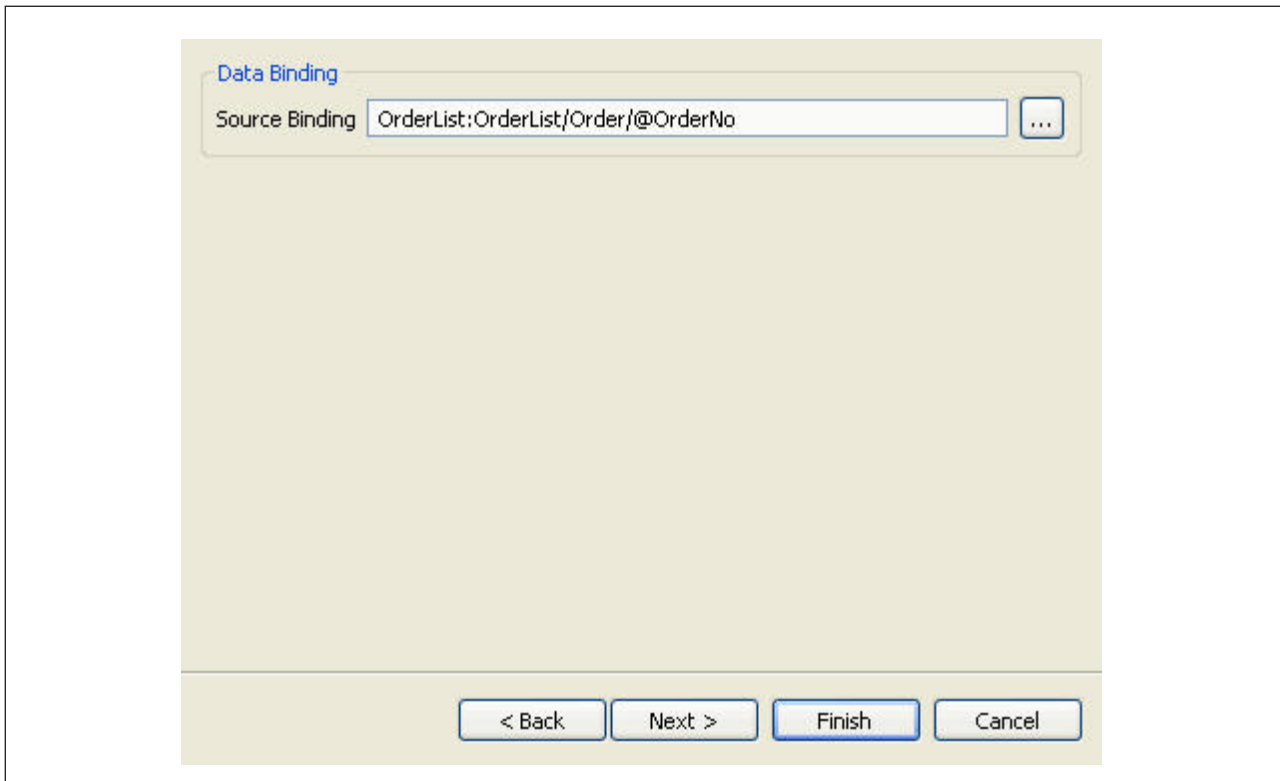 Data Binding
Source Binding OrderList:OrderList/Order/@OrderNo ...
< Back Next > Finish Cancel